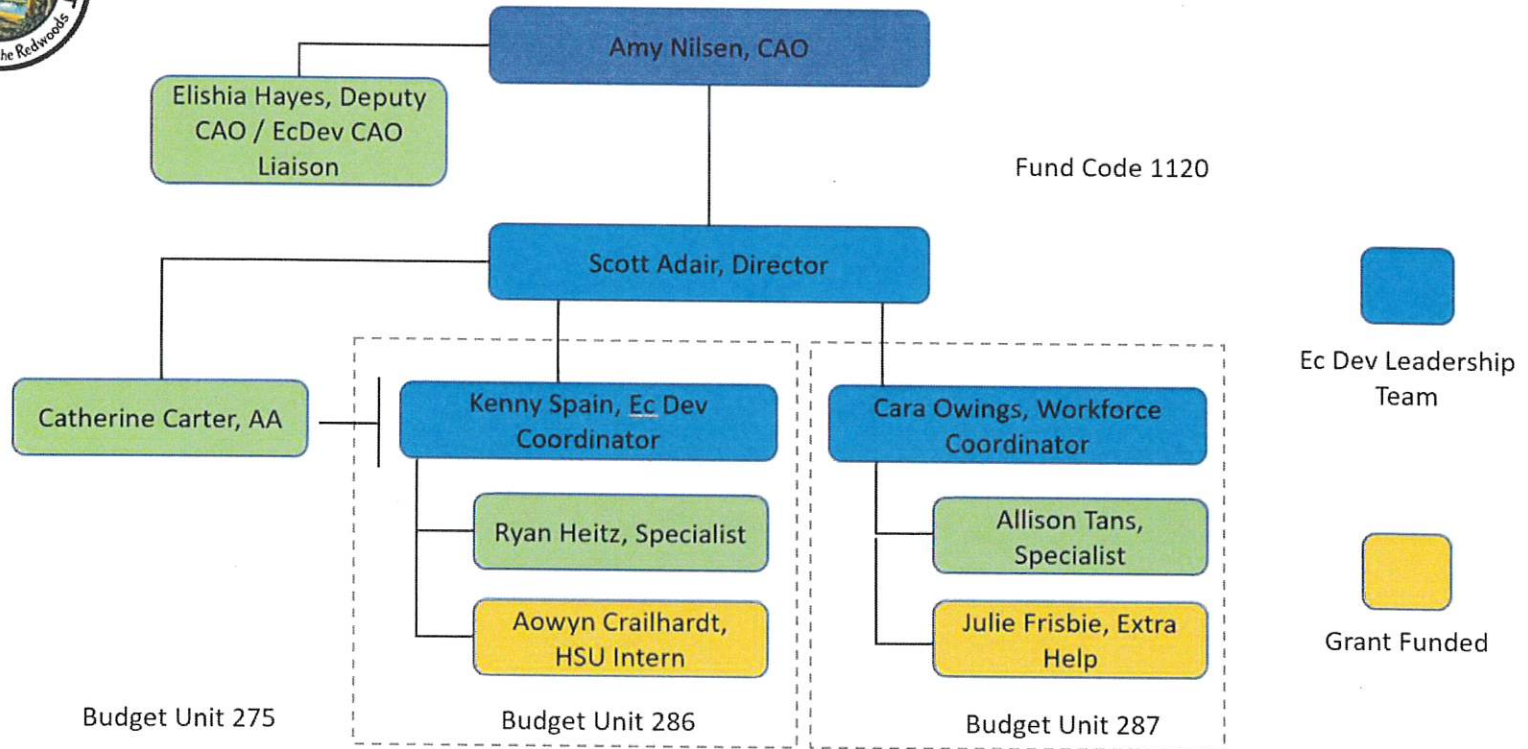 the Redwoods
Amy Nilsen, CAO
Elishia Hayes, Deputy
CAO / EcDev CAO
Liaison
Fund Code 1120
Scott Adair, Director
Ec Dev Leadership
Team
Catherine Carter, AA
Kenny Spain, Ec Dev
Coordinator
Cara Owings, Workforce
Coordinator
Ryan Heitz, Specialist
Allison Tans,
Specialist
Aowyn Crailhardt,
HSU Intern
Julie Frisbie, Extra
Help
Grant Funded
Budget Unit 275
Budget Unit 286
Budget Unit 287